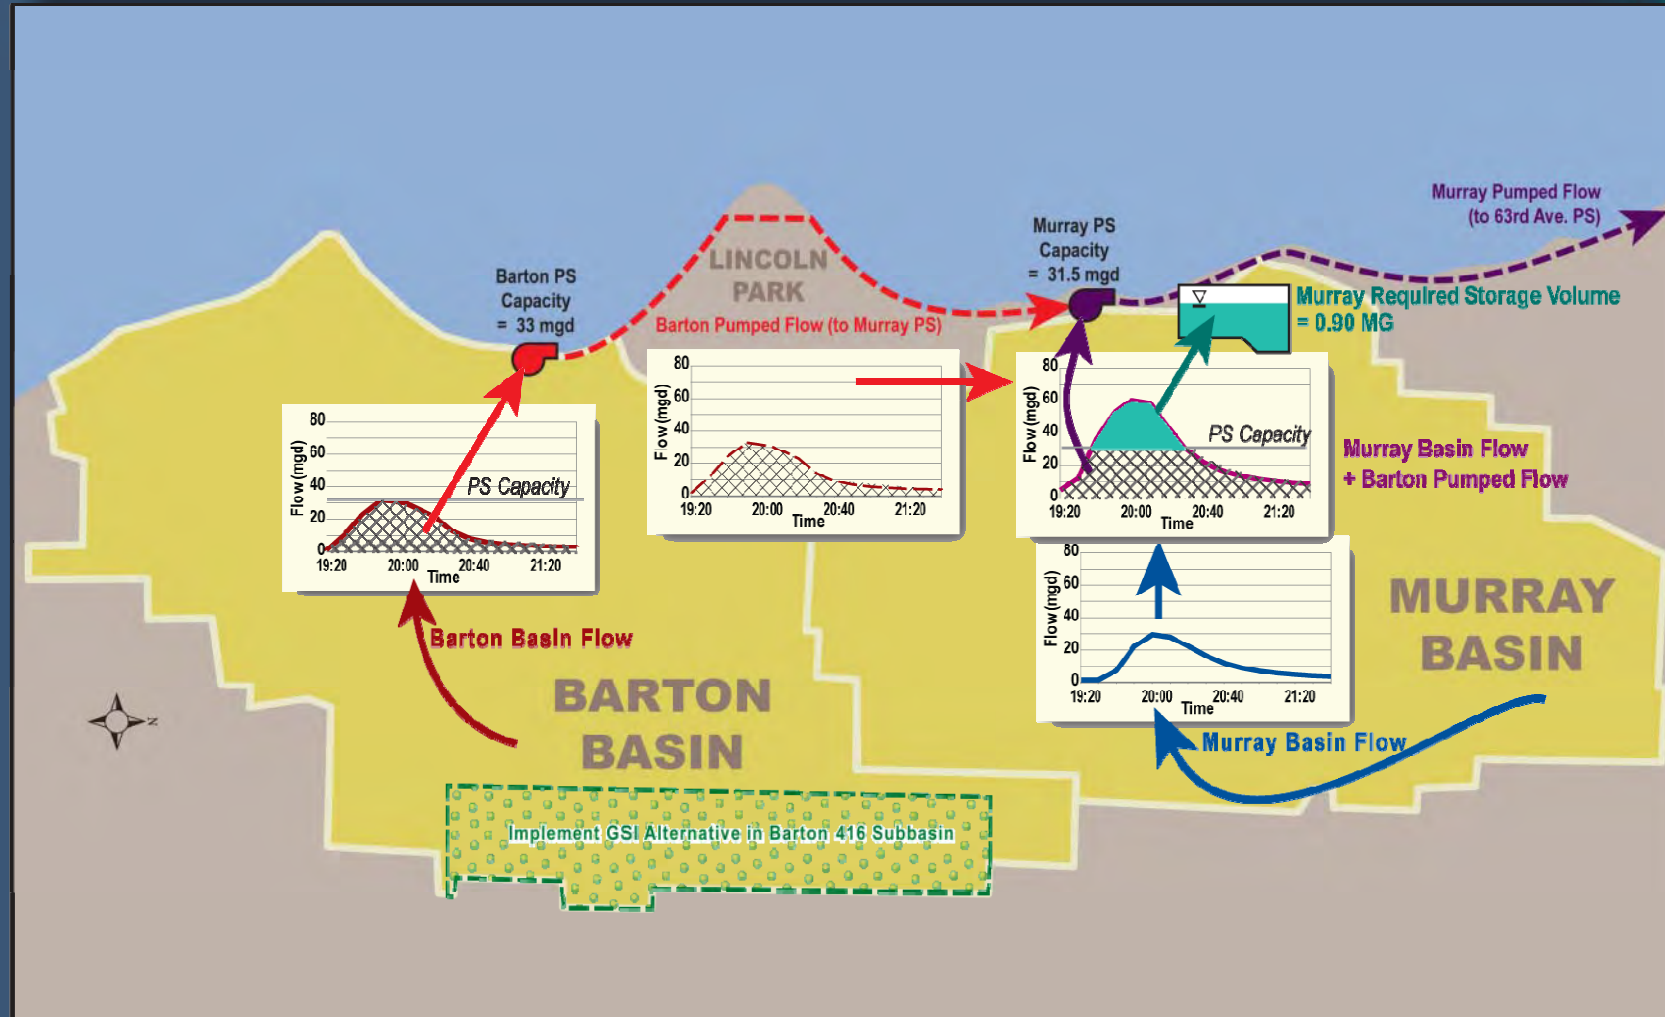 Murray Pumped Flow
(to 63rd Ave. PS)
Murray PS
Capacity
= 31.5 mgd
LINCOLN
PARK
Barton PS
Capacity
= 33 mgd
Barton Pumped Flow (to Murray PS)
Murray Required Storage Volume
= 0.90 MG
80
60
40
20
0
Flow (mgd)
PS Capacity
19:20 20:00 20:40 21:20
Time
80
60
40
20
0
Flow (mgd)
19:20 20:00 20:40 21:20
Time
80
60
40
20
0
Flow (mgd)
PS Capacity
19:20 20:00 20:40 21:20
Time
Murray Basin Flow
+ Barton Pumped Flow
80
60
40
20
0
Flow (mgd)
19:20 20:00 20:40 21:20
Time
MURRAY
BASIN
Barton Basin Flow
BARTON
BASIN
N
Murray Basin Flow
Implement GSI Alternative in Barton 416 Subbasin